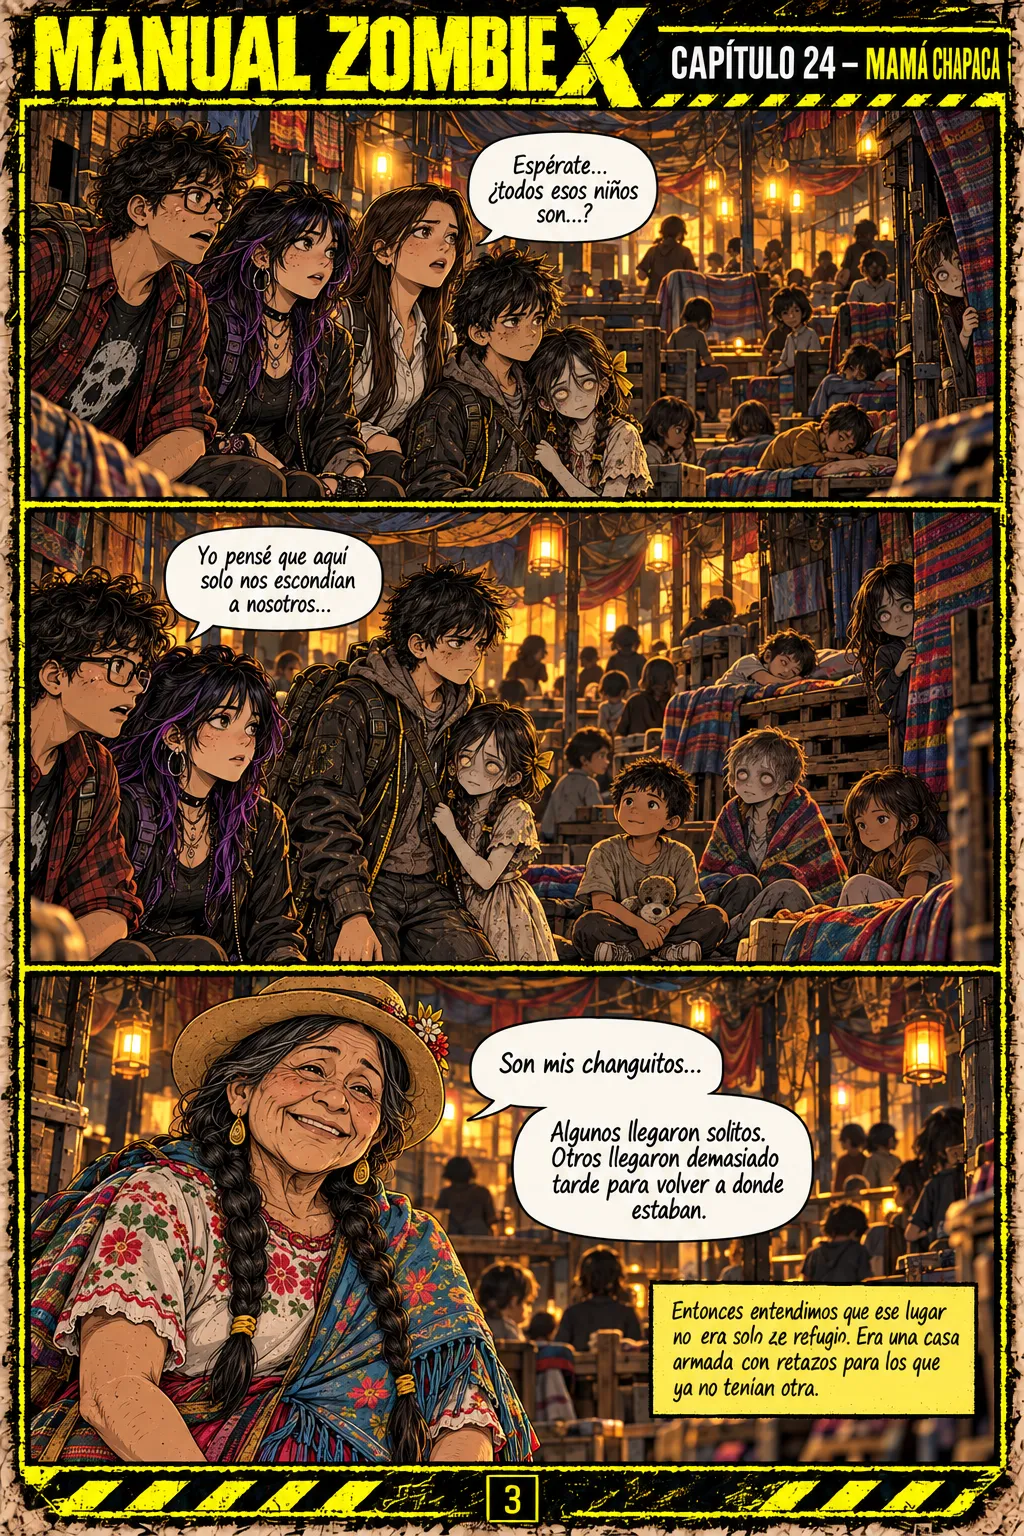 MANUAL ZOMBIE X
CAPÍTULO 24 – MAMÁ CHAPACA
Espérate...
¿todos esos niños
son...?
Yo pensé que aquí
solo nos escondían
a nosotros...
Son mis changuitos...
Algunos llegaron solitos.
Otros llegaron demasiado
tarde para volver a donde
estaban.
Entonces entendimos que ese lugar
no era solo ze refugio. Era una casa
armada con retazos para los que
ya no tenían otra.
3